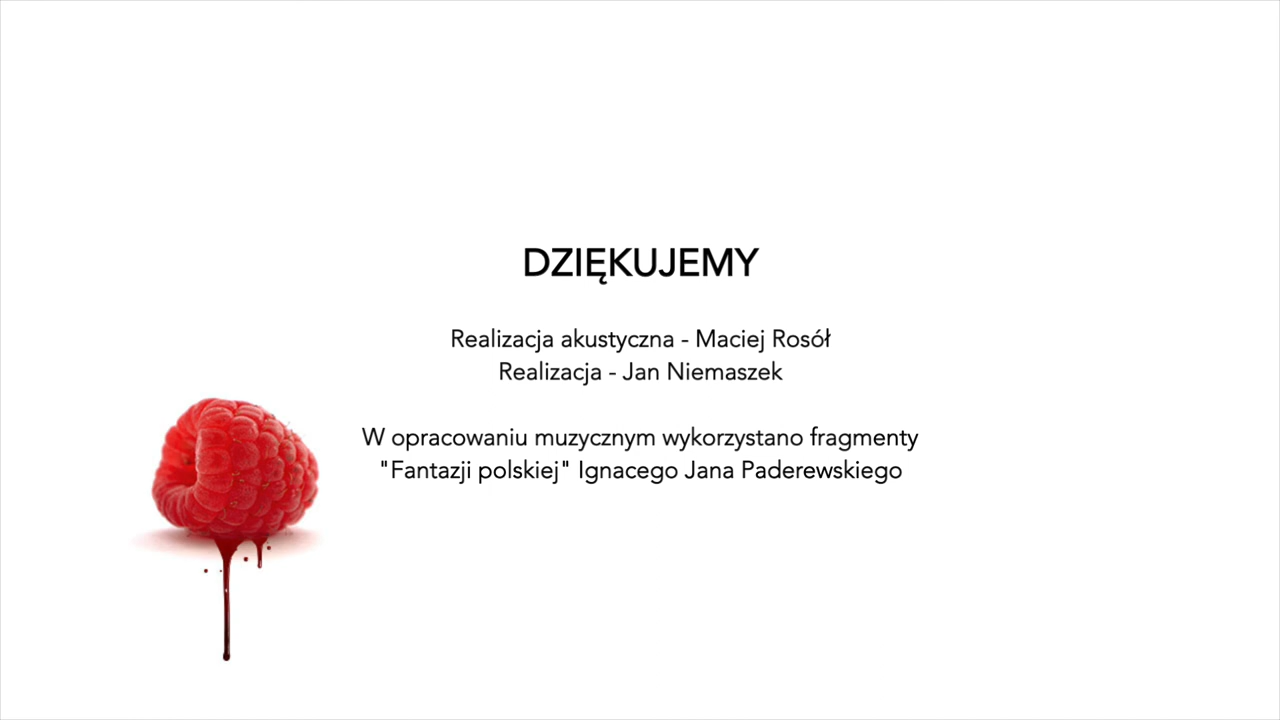 DZIĘKUJEMY
Realizacja akustyczna - Maciej Rosół
Realizacja - Jan Niemaszek
W opracowaniu muzycznym wykorzystano fragmenty
"Fantazji polskiej" Ignacego Jana Paderewskiego